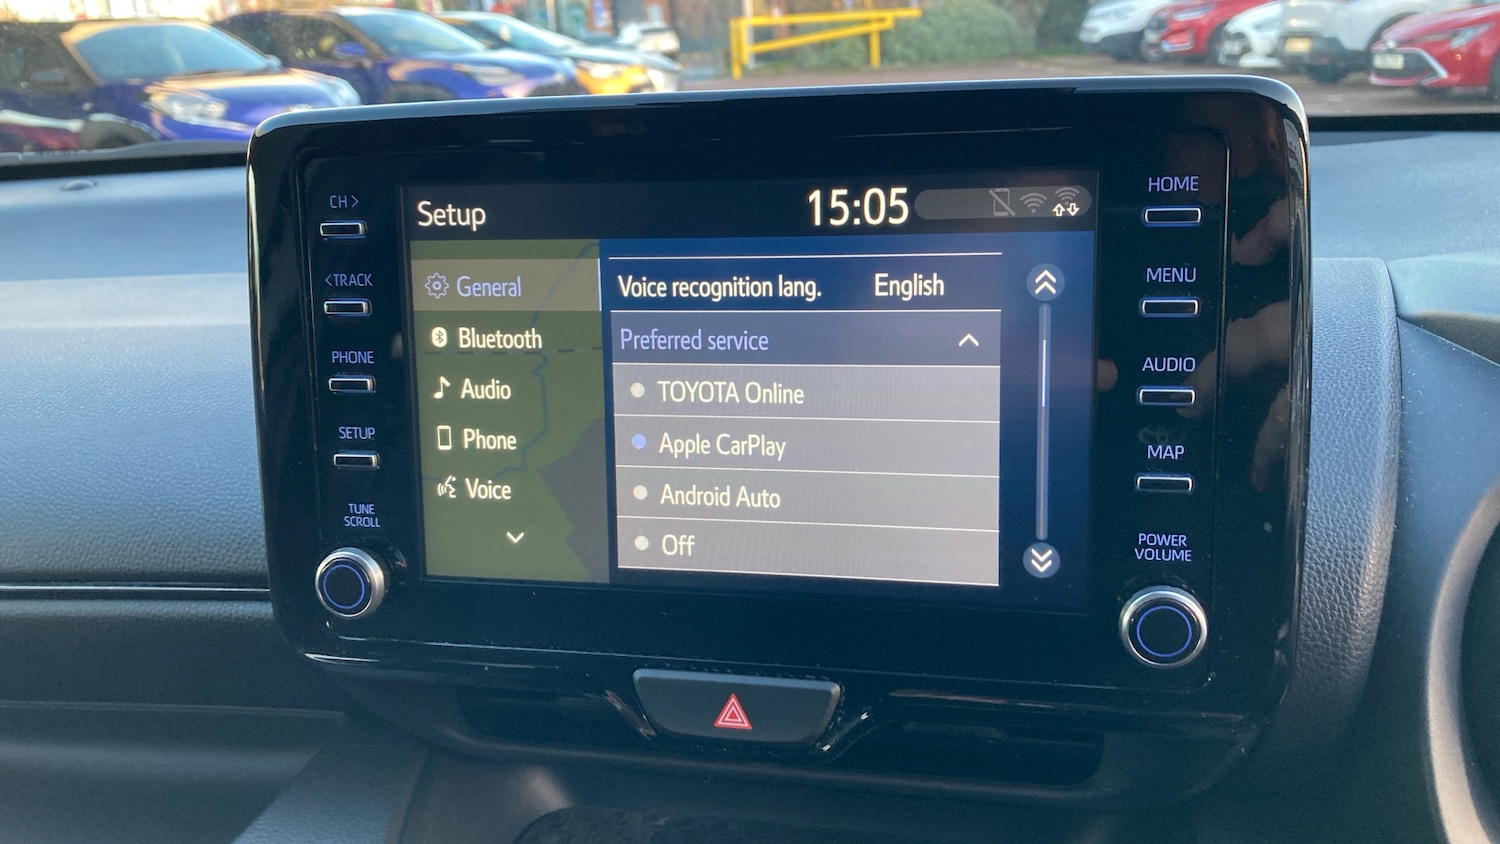 CH >
<TRACK
PHONE
SETUP
TUNE
SCROLL
Setup
15:05
General
Bluetooth
Audio
Phone
Voice
Voice recognition lang. English
Preferred service
TOYOTA Online
Apple CarPlay
Android Auto
Off
HOME
MENU
AUDIO
MAP
POWER
VOLUME